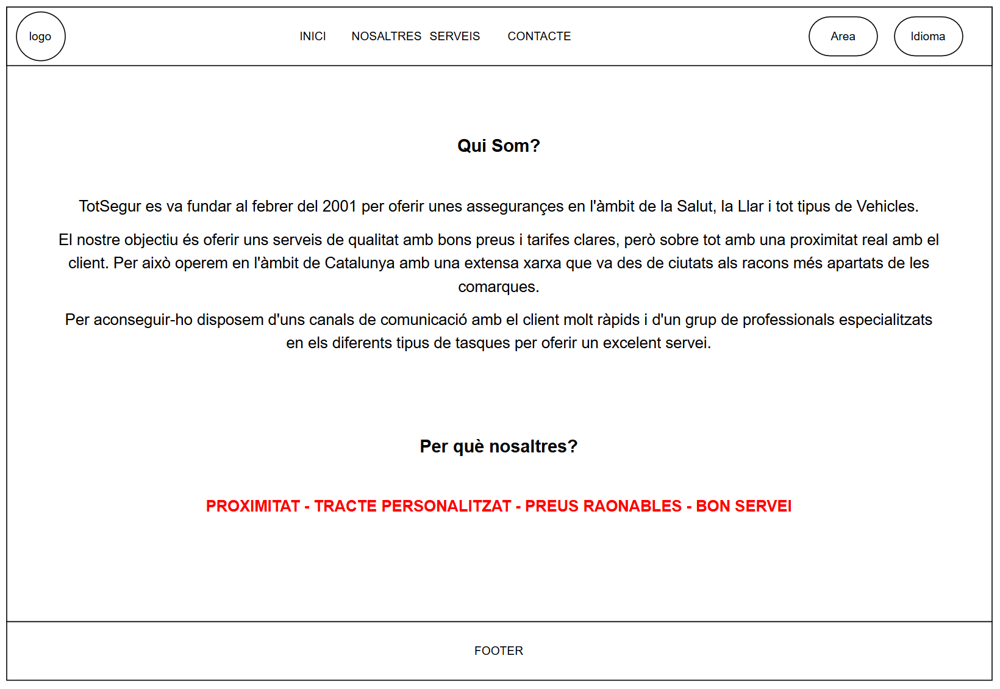 logo
INICI NOSALTRES SERVEIS CONTACTE
Area
Idioma
Qui Som?
TotSegur es va fundar al febrer del 2001 per oferir unes assegurançes en l'àmbit de la Salut, la Llar i tot tipus de Vehicles.
El nostre objectiu és oferir uns serveis de qualitat amb bons preus i tarifes clares, però sobre tot amb una proximitat real amb el
client. Per això operem en l'àmbit de Catalunya amb una extensa xarxa que va des de ciutats als racons més apartats de les
comarques.
Per aconseguir-ho disposem d'uns canals de comunicació amb el client molt ràpids i d'un grup de professionals especialitzats
en els diferents tipus de tasques per oferir un excelent servei.
Per què nosaltres?
PROXIMITAT - TRACTE PERSONALITZAT - PREUS RAONABLES - BON SERVEI
FOOTER